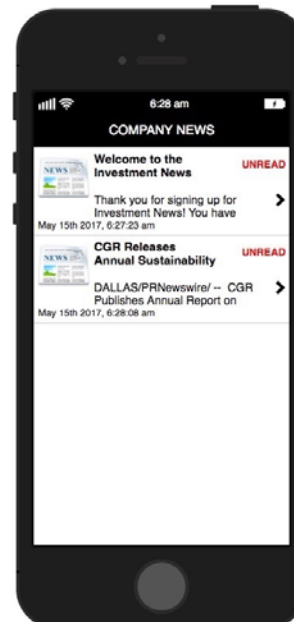 6:28 am
COMPANY NEWS
Welcome to the
Investment News
UNREAD
NEWS
Thank you for signing up for
Investment News! You have
May 15th 2017, 6:27:23 am
CGR Releases
Annual Sustainability
UNREAD
NEWS
DALLAS/PRNewswire/ -- CGR
Publishes Annual Report on
May 15th 2017, 6:28:08 am